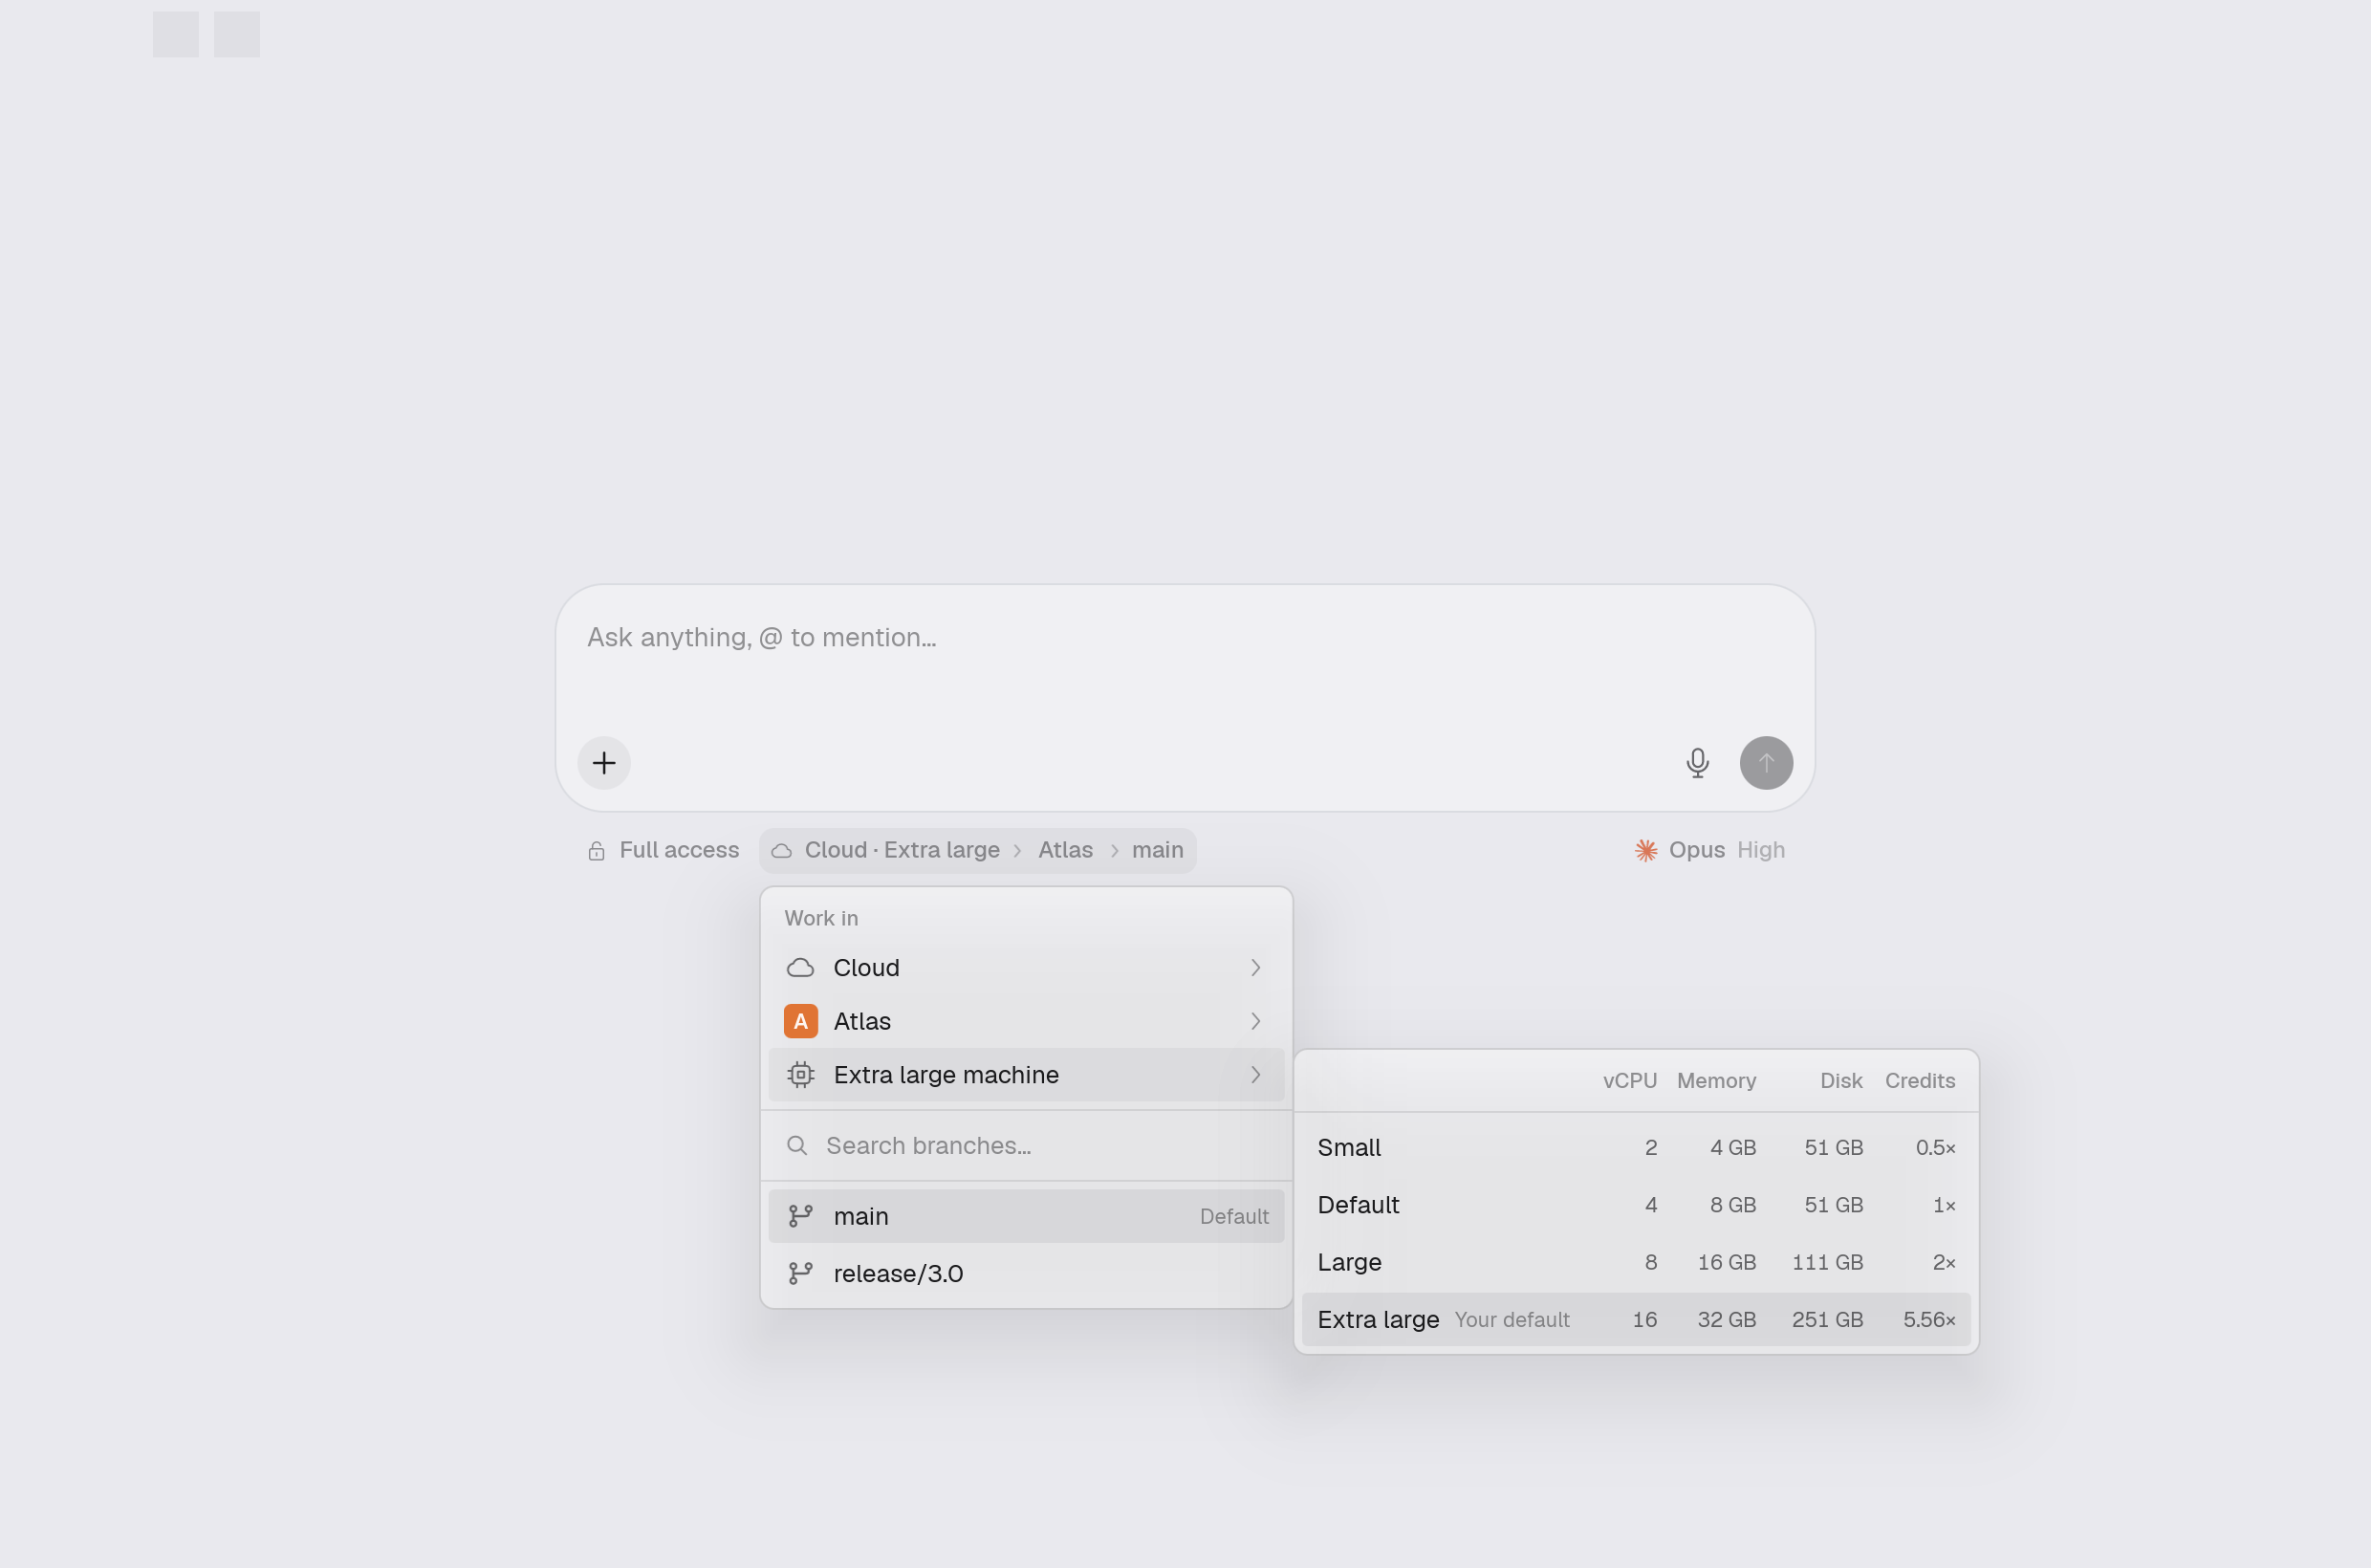 Ask anything, @ to mention…
Full access Cloud · Extra large › Atlas › main Opus High
Work in
Cloud
A Atlas
Extra large machine
Search branches…
main Default
release/3.0
vCPU Memory Disk Credits
Small 2 4 GB 51 GB 0.5×
Default 4 8 GB 51 GB 1×
Large 8 16 GB 111 GB 2×
Extra large Your default 16 32 GB 251 GB 5.56×